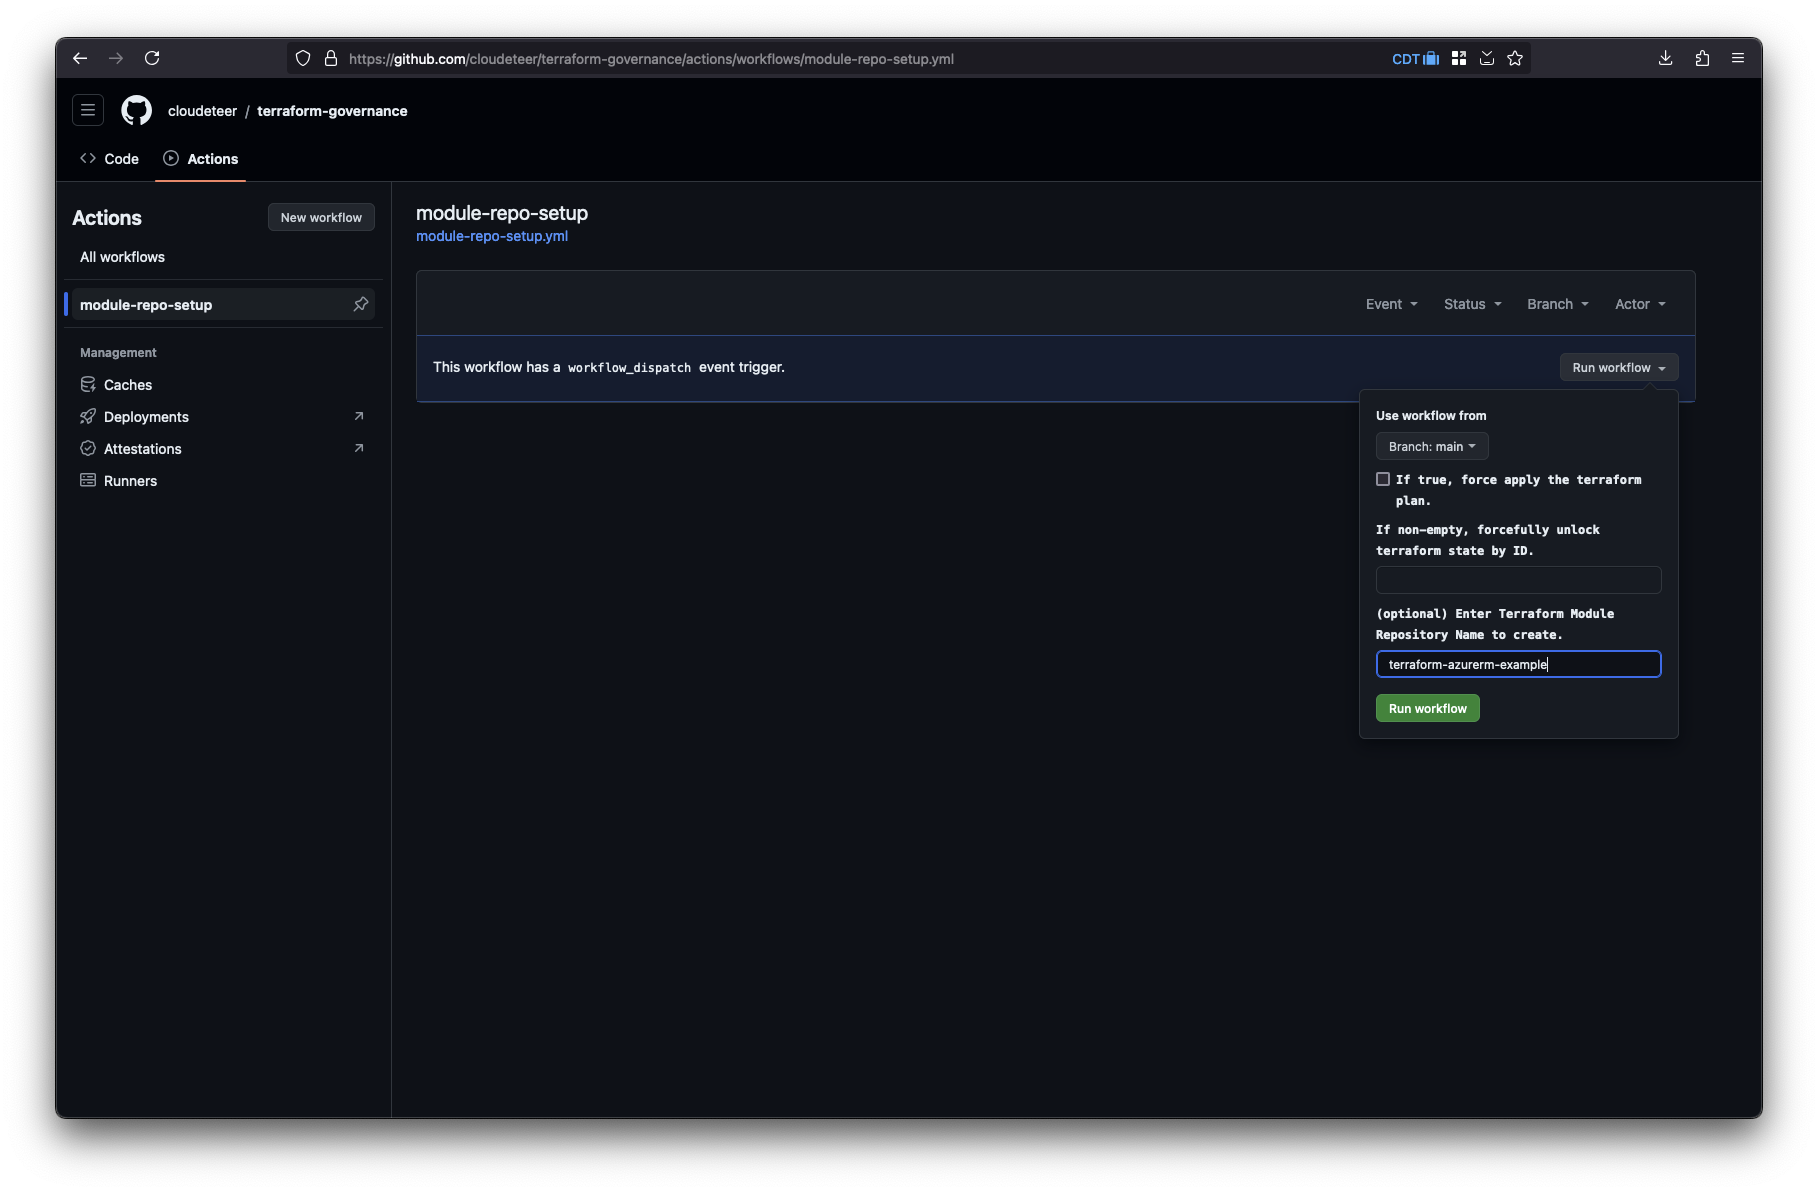 https://github.com/cloudeteer/terraform-governance/actions/workflows/module-repo-setup.yml
CDT
cloudeteer / terraform-governance
Code
Actions
Actions
New workflow
All workflows
module-repo-setup
Management
Caches
Deployments
Attestations
Runners
module-repo-setup
module-repo-setup.yml
Event
Status
Branch
Actor
This workflow has a workflow_dispatch event trigger.
Run workflow
Use workflow from
Branch: main
If true, force apply the terraform
plan.
If non-empty, forcefully unlock
terraform state by ID.
(optional) Enter Terraform Module
Repository Name to create.
terraform-azurerm-example
Run workflow